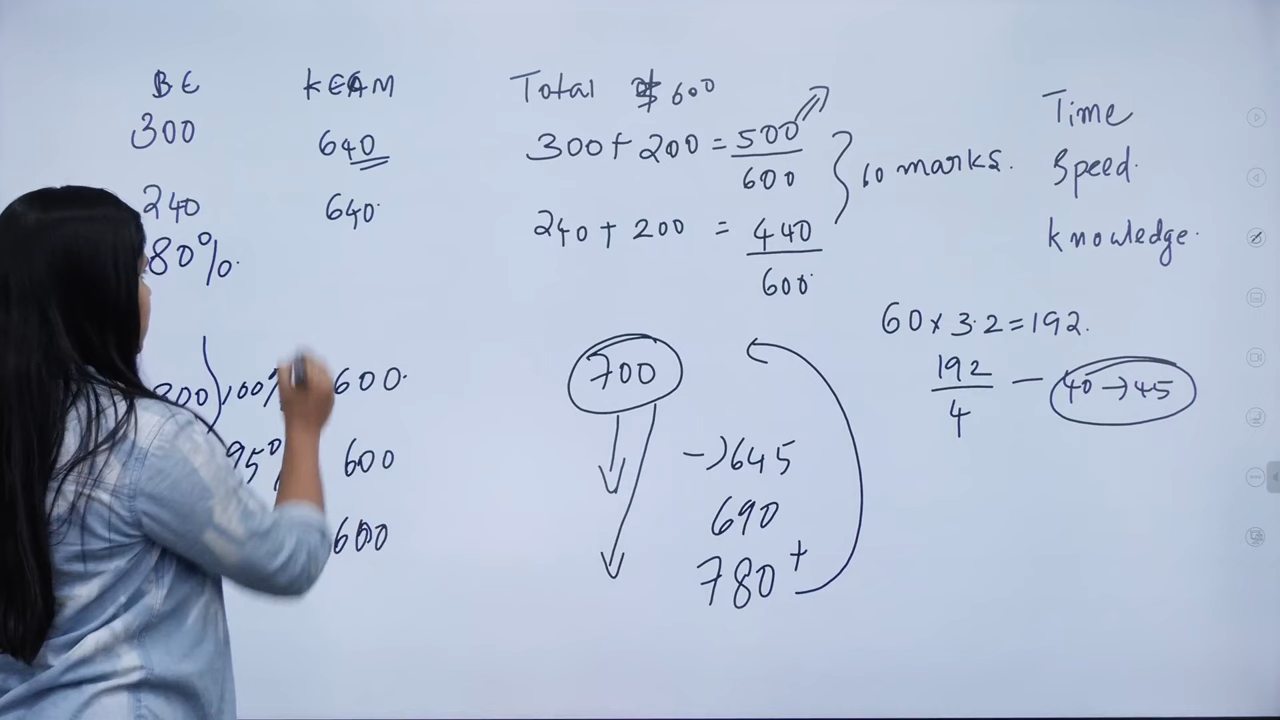 BE KEAM Total 600
300 640 300+200 = 500/600
240 640 240+200 = 440/600
80%
} 60 marks.
Time
Speed.
knowledge.
60 x 3.2 = 192.
192/4 — 40→45
100% 600
95% 600
600
700
→645
690
780+